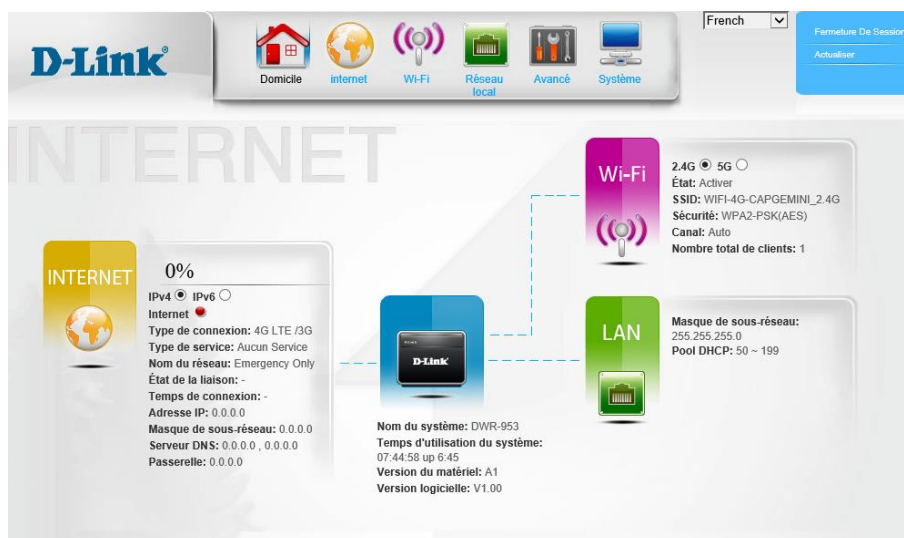 French
Fermeture De Session
Actualiser
D-Link
Domicile
internet
Wi-Fi
Réseau
local
Avancé
Système
INTERNET
Wi-Fi
2.4G 5G
État: Activer
SSID: WIFI-4G-CAPGEMINI_2.4G
Sécurité: WPA2-PSK(AES)
Canal: Auto
Nombre total de clients: 1
INTERNET
0%
IPv4 IPv6
Internet
Type de connexion: 4G LTE /3G
Type de service: Aucun Service
Nom du réseau: Emergency Only
État de la liaison: -
Temps de connexion: -
Adresse IP: 0.0.0.0
Masque de sous-réseau: 0.0.0.0
Serveur DNS: 0.0.0.0 , 0.0.0.0
Passerelle: 0.0.0.0
D-Link
Nom du système: DWR-953
Temps d'utilisation du système:
07:44:58 up 6:45
Version du matériel: A1
Version logicielle: V1.00
LAN
Masque de sous-réseau:
255.255.255.0
Pool DHCP: 50 ~ 199